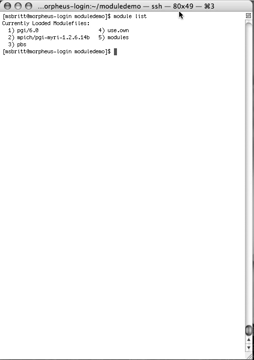 ...orpheus-login:~/moduledemo — ssh — 80x49 — ⌘3
[msbritt@morpheus-login moduledemo]$ module list
Currently Loaded Modulefiles:
1) pgi/6.0 4) use.own
2) mpich/pgi-myri-1.2.6.14b 5) modules
3) pbs
[msbritt@morpheus-login moduledemo]$